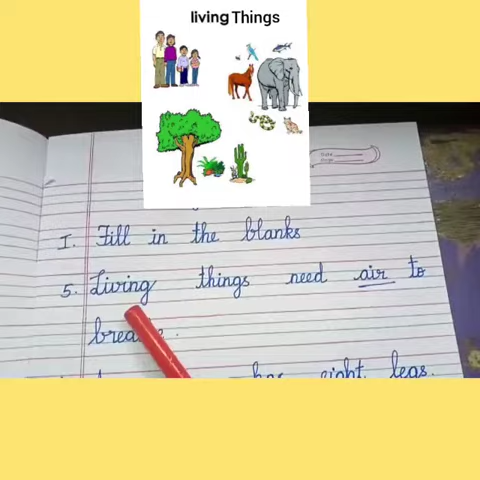 living Things
I. Fill in the blanks
5. Living things need air to
has eight legs.